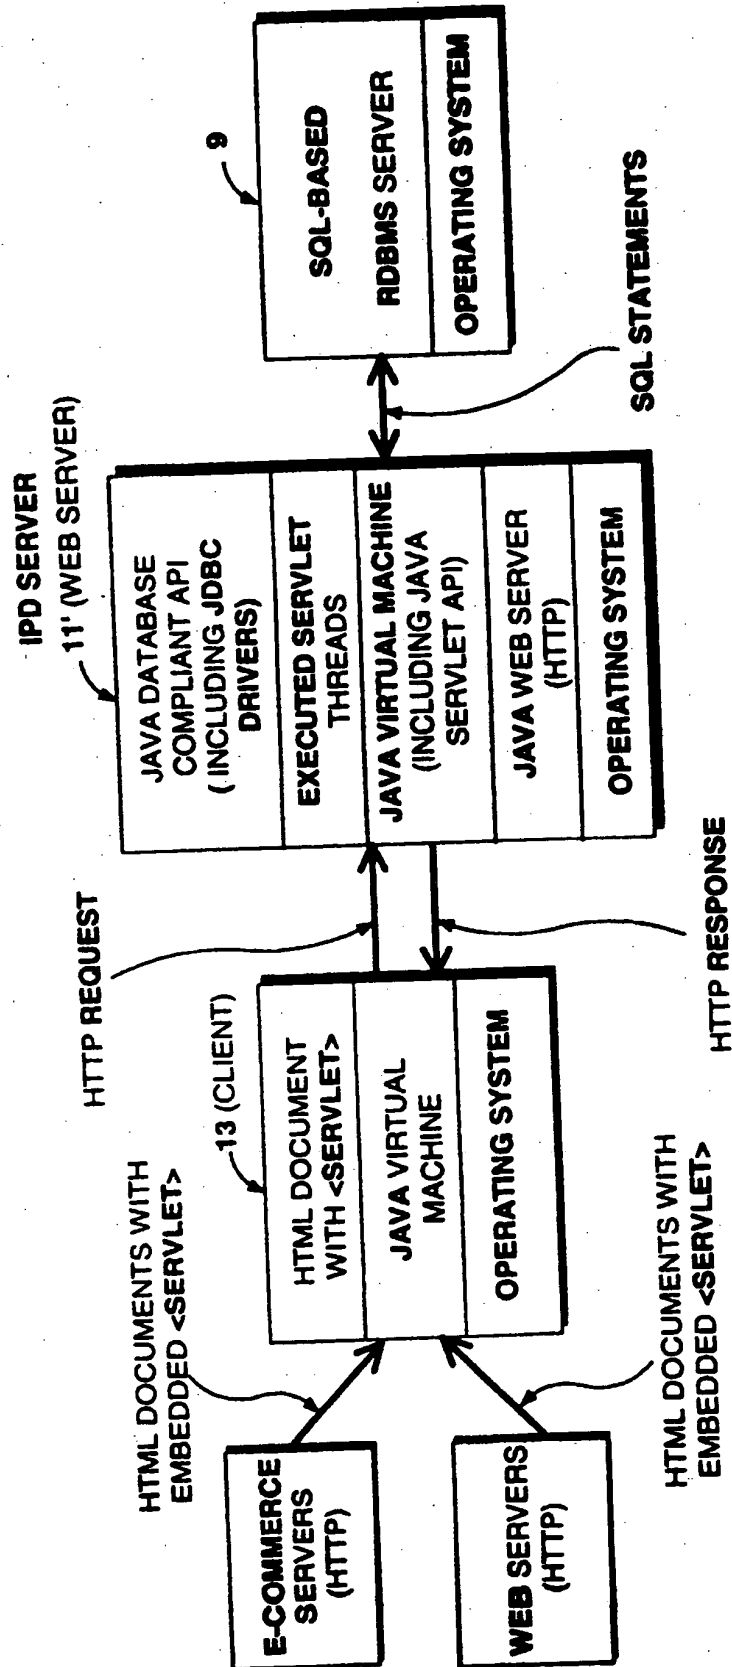 E-COMMERCE
SERVERS
(HTTP)
WEB SERVERS
(HTTP)
HTML DOCUMENTS WITH
EMBEDDED <SERVLET>
HTML DOCUMENTS WITH
EMBEDDED <SERVLET>
13 (CLIENT)
HTML DOCUMENT
WITH <SERVLET>
JAVA VIRTUAL
MACHINE
OPERATING SYSTEM
HTTP REQUEST
HTTP RESPONSE
IPD SERVER
11' (WEB SERVER)
JAVA DATABASE
COMPLIANT API
( INCLUDING JDBC
DRIVERS)
EXECUTED SERVLET
THREADS
JAVA VIRTUAL MACHINE
(INCLUDING JAVA
SERVLET API)
JAVA WEB SERVER
(HTTP)
OPERATING SYSTEM
SQL STATEMENTS
9
SQL-BASED
RDBMS SERVER
OPERATING SYSTEM